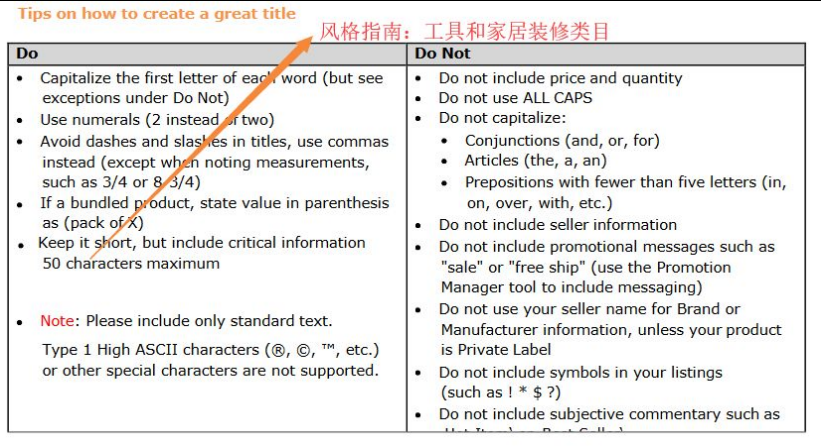 Tips on how to create a great title
风格指南：工具和家居装修类目
Do
Capitalize the first letter of each word (but see
exceptions under Do Not)
Use numerals (2 instead of two)
Avoid dashes and slashes in titles, use commas
instead (except when noting measurements,
such as 3/4 or 8-3/4)
If a bundled product, state value in parenthesis
as (pack of X)
Keep it short, but include critical information
50 characters maximum
Note: Please include only standard text.
Type 1 High ASCII characters (®, ©, ™, etc.)
or other special characters are not supported.
Do Not
Do not include price and quantity
Do not use ALL CAPS
Do not capitalize:
Conjunctions (and, or, for)
Articles (the, a, an)
Prepositions with fewer than five letters (in,
on, over, with, etc.)
Do not include seller information
Do not include promotional messages such as
"sale" or "free ship" (use the Promotion
Manager tool to include messaging)
Do not use your seller name for Brand or
Manufacturer information, unless your product
is Private Label
Do not include symbols in your listings
(such as ! * $ ?)
Do not include subjective commentary such as